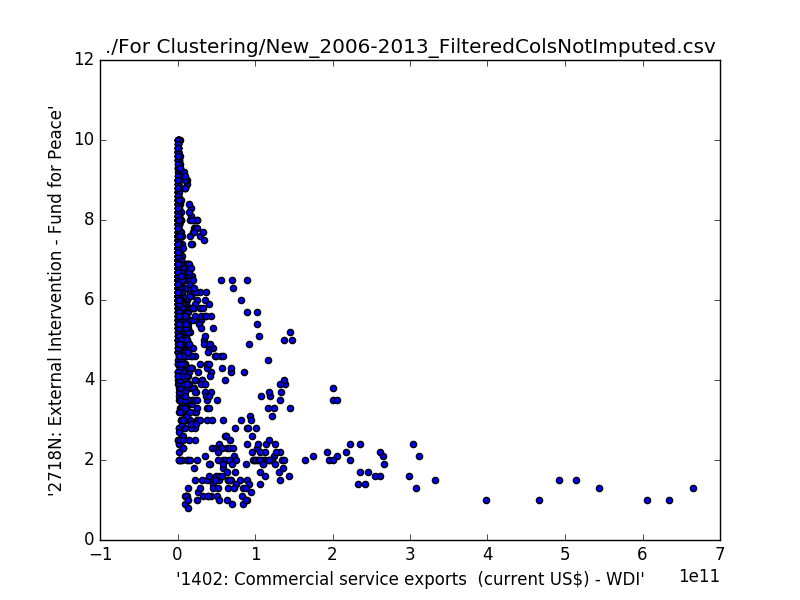 ./For Clustering/New_2006-2013_FilteredColsNotImputed.csv
12
10
8
6
4
2
0
'2718N: External Intervention - Fund for Peace'
−1 0 1 2 3 4 5 6 7
1e11
'1402: Commercial service exports  (current US$) - WDI'